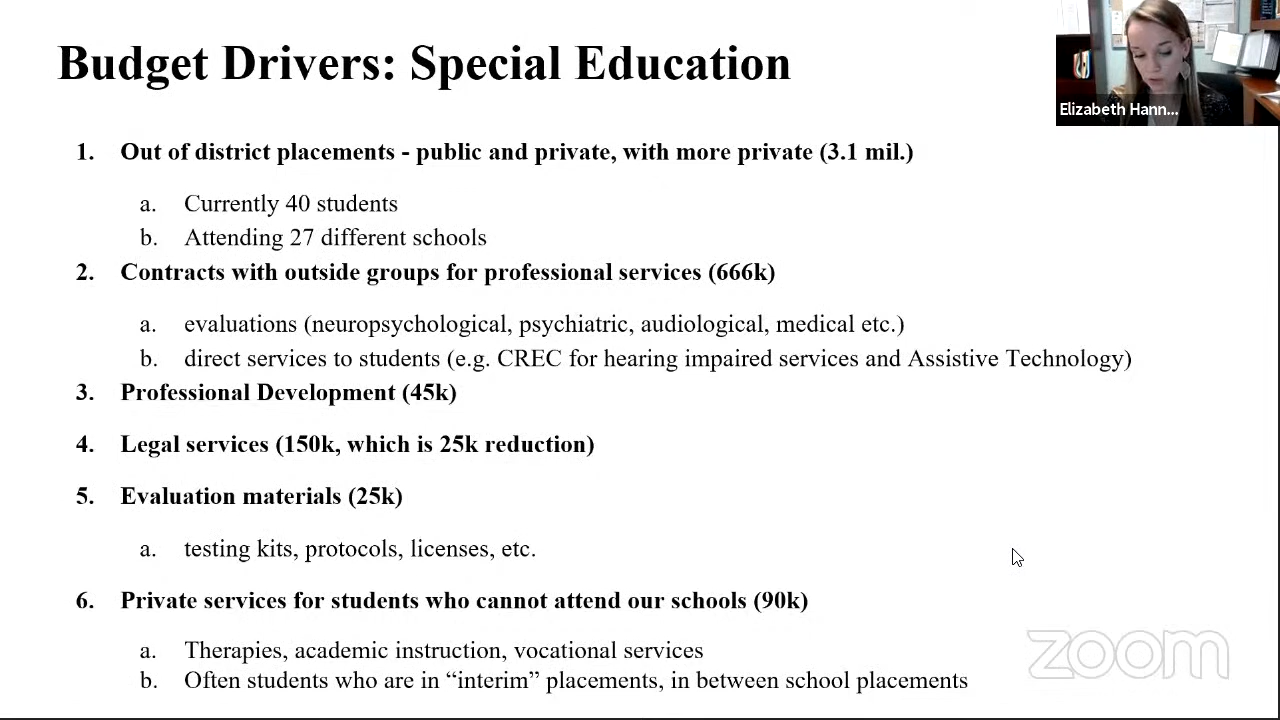 Budget Drivers: Special Education
Elizabeth Hann...
1. Out of district placements - public and private, with more private (3.1 mil.)
a. Currently 40 students
b. Attending 27 different schools
2. Contracts with outside groups for professional services (666k)
a. evaluations (neuropsychological, psychiatric, audiological, medical etc.)
b. direct services to students (e.g. CREC for hearing impaired services and Assistive Technology)
3. Professional Development (45k)
4. Legal services (150k, which is 25k reduction)
5. Evaluation materials (25k)
a. testing kits, protocols, licenses, etc.
6. Private services for students who cannot attend our schools (90k)
a. Therapies, academic instruction, vocational services
b. Often students who are in “interim” placements, in between school placements
zoom